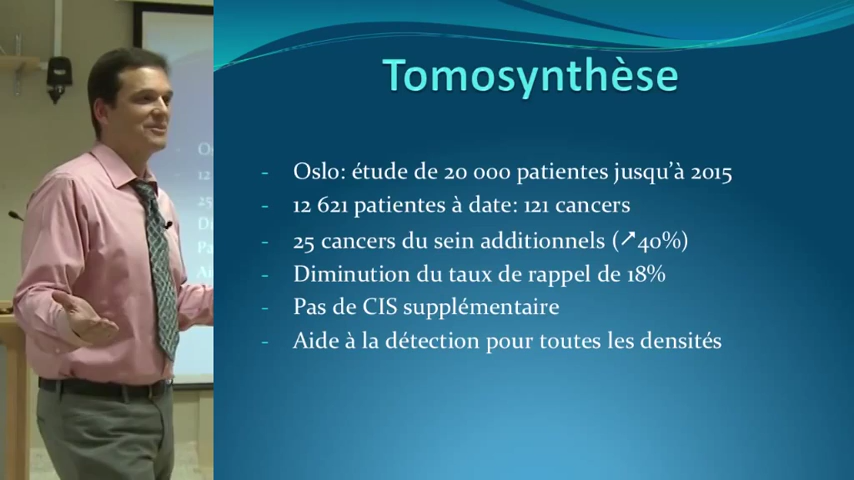 Tomosynthèse
- Oslo: étude de 20 000 patientes jusqu'à 2015
- 12 621 patientes à date: 121 cancers
- 25 cancers du sein additionnels (↗40%)
- Diminution du taux de rappel de 18%
- Pas de CIS supplémentaire
- Aide à la détection pour toutes les densités